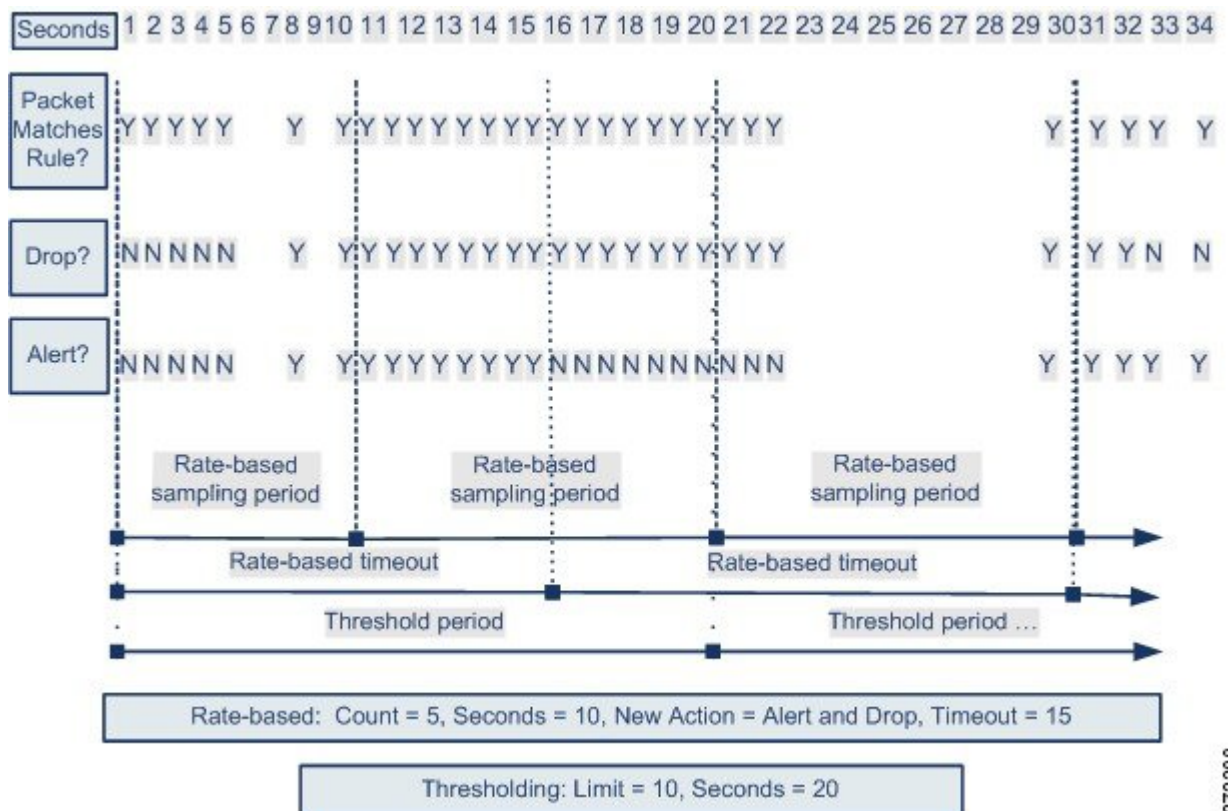 Seconds 1 2 3 4 5 6 7 8 9 10 11 12 13 14 15 16 17 18 19 20 21 22 23 24 25 26 27 28 29 30 31 32 33 34
Packet
Matches
Rule?
Y Y Y Y Y Y Y Y Y Y Y Y Y Y Y Y Y Y Y Y Y Y Y Y
Drop?
N N N N N Y Y Y Y Y Y Y Y Y Y Y Y Y Y Y Y Y Y N N
Alert?
N N N N N Y Y Y Y Y Y Y N N N N N N N N Y Y Y Y Y
Rate-based
sampling period
Rate-based
sampling period
Rate-based
sampling period
Rate-based timeout
Rate-based timeout
Threshold period
Threshold period ...
Rate-based: Count = 5, Seconds = 10, New Action = Alert and Drop, Timeout = 15
Thresholding: Limit = 10, Seconds = 20